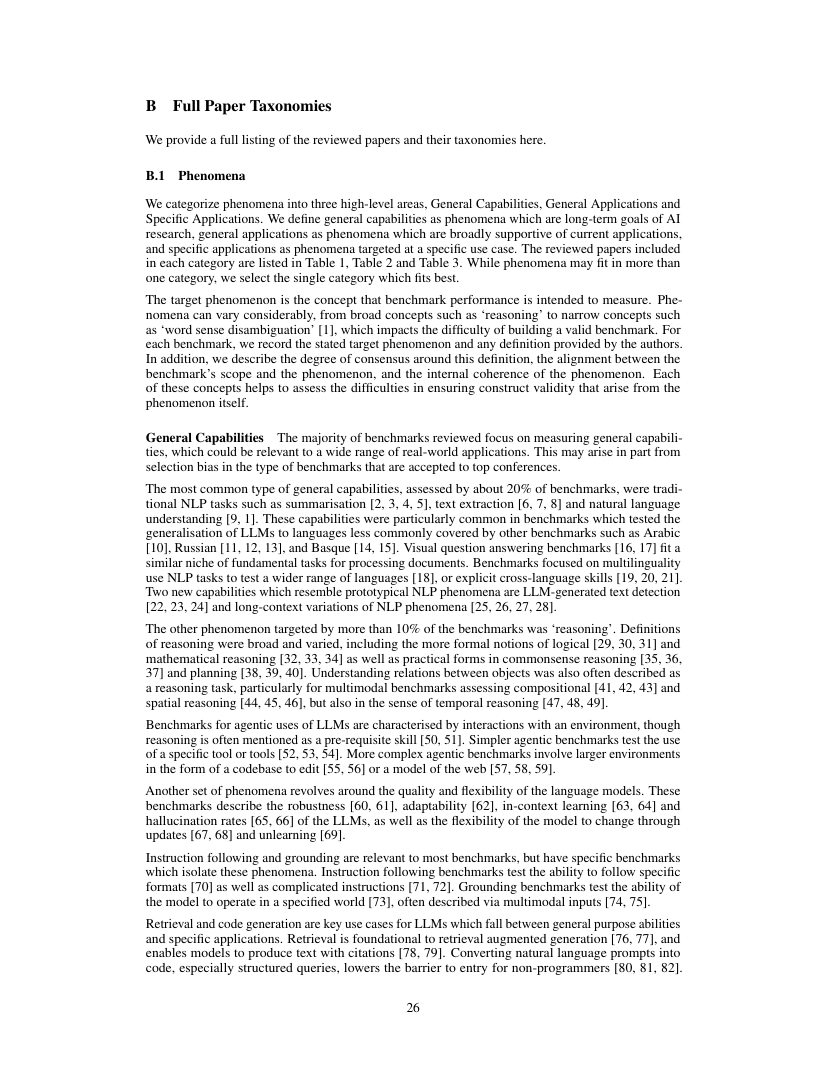 B Full Paper Taxonomies
We provide a full listing of the reviewed papers and their taxonomies here.
B.1 Phenomena
We categorize phenomena into three high-level areas, General Capabilities, General Applications and
Specific Applications. We define general capabilities as phenomena which are long-term goals of AI
research, general applications as phenomena which are broadly supportive of current applications,
and specific applications as phenomena targeted at a specific use case. The reviewed papers included
in each category are listed in Table 1, Table 2 and Table 3. While phenomena may fit in more than
one category, we select the single category which fits best.
The target phenomenon is the concept that benchmark performance is intended to measure. Phe-
nomena can vary considerably, from broad concepts such as ‘reasoning’ to narrow concepts such
as ‘word sense disambiguation’ [1], which impacts the difficulty of building a valid benchmark. For
each benchmark, we record the stated target phenomenon and any definition provided by the authors.
In addition, we describe the degree of consensus around this definition, the alignment between the
benchmark’s scope and the phenomenon, and the internal coherence of the phenomenon. Each
of these concepts helps to assess the difficulties in ensuring construct validity that arise from the
phenomenon itself.
General Capabilities The majority of benchmarks reviewed focus on measuring general capabili-
ties, which could be relevant to a wide range of real-world applications. This may arise in part from
selection bias in the type of benchmarks that are accepted to top conferences.
The most common type of general capabilities, assessed by about 20% of benchmarks, were tradi-
tional NLP tasks such as summarisation [2, 3, 4, 5], text extraction [6, 7, 8] and natural language
understanding [9, 1]. These capabilities were particularly common in benchmarks which tested the
generalisation of LLMs to languages less commonly covered by other benchmarks such as Arabic
[10], Russian [11, 12, 13], and Basque [14, 15]. Visual question answering benchmarks [16, 17] fit a
similar niche of fundamental tasks for processing documents. Benchmarks focused on multilinguality
use NLP tasks to test a wider range of languages [18], or explicit cross-language skills [19, 20, 21].
Two new capabilities which resemble prototypical NLP phenomena are LLM-generated text detection
[22, 23, 24] and long-context variations of NLP phenomena [25, 26, 27, 28].
The other phenomenon targeted by more than 10% of the benchmarks was ‘reasoning’. Definitions
of reasoning were broad and varied, including the more formal notions of logical [29, 30, 31] and
mathematical reasoning [32, 33, 34] as well as practical forms in commonsense reasoning [35, 36,
37] and planning [38, 39, 40]. Understanding relations between objects was also often described as
a reasoning task, particularly for multimodal benchmarks assessing compositional [41, 42, 43] and
spatial reasoning [44, 45, 46], but also in the sense of temporal reasoning [47, 48, 49].
Benchmarks for agentic uses of LLMs are characterised by interactions with an environment, though
reasoning is often mentioned as a pre-requisite skill [50, 51]. Simpler agentic benchmarks test the use
of a specific tool or tools [52, 53, 54]. More complex agentic benchmarks involve larger environments
in the form of a codebase to edit [55, 56] or a model of the web [57, 58, 59].
Another set of phenomena revolves around the quality and flexibility of the language models. These
benchmarks describe the robustness [60, 61], adaptability [62], in-context learning [63, 64] and
hallucination rates [65, 66] of the LLMs, as well as the flexibility of the model to change through
updates [67, 68] and unlearning [69].
Instruction following and grounding are relevant to most benchmarks, but have specific benchmarks
which isolate these phenomena. Instruction following benchmarks test the ability to follow specific
formats [70] as well as complicated instructions [71, 72]. Grounding benchmarks test the ability of
the model to operate in a specified world [73], often described via multimodal inputs [74, 75].
Retrieval and code generation are key use cases for LLMs which fall between general purpose abilities
and specific applications. Retrieval is foundational to retrieval augmented generation [76, 77], and
enables models to produce text with citations [78, 79]. Converting natural language prompts into
code, especially structured queries, lowers the barrier to entry for non-programmers [80, 81, 82].
26